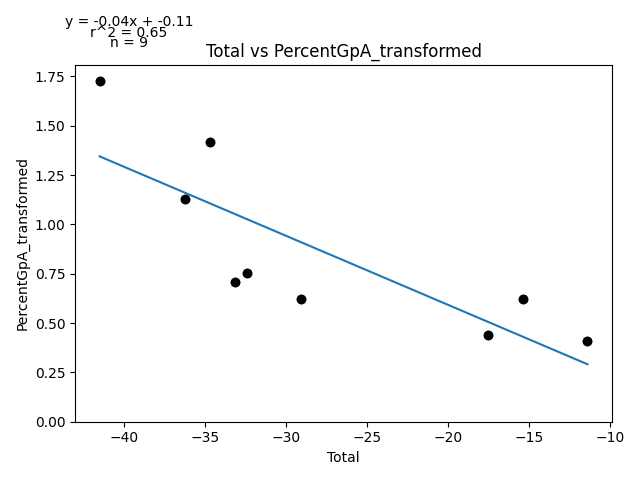 y = -0.04x + -0.11
r^2 = 0.65
n = 9
Total vs PercentGpA_transformed
1.75
1.50
1.25
1.00
0.75
0.50
0.25
0.00
PercentGpA_transformed
−40
−35
−30
−25
−20
−15
−10
Total